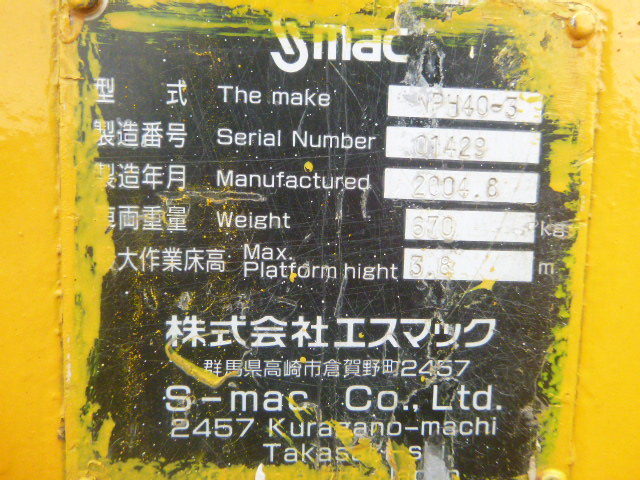 Smac
型 式 The make NPH40-3
製造番号 Serial Number 01429
製造年月 Manufactured 2004.6
車両重量 Weight 670 kg
大作業床高 Max. Platform hight 3.8 m
株式会社エスマック
群馬県高崎市倉賀野町2457
S-mac Co.,Ltd.
2457 Kuragano-machi
Takasaki-s